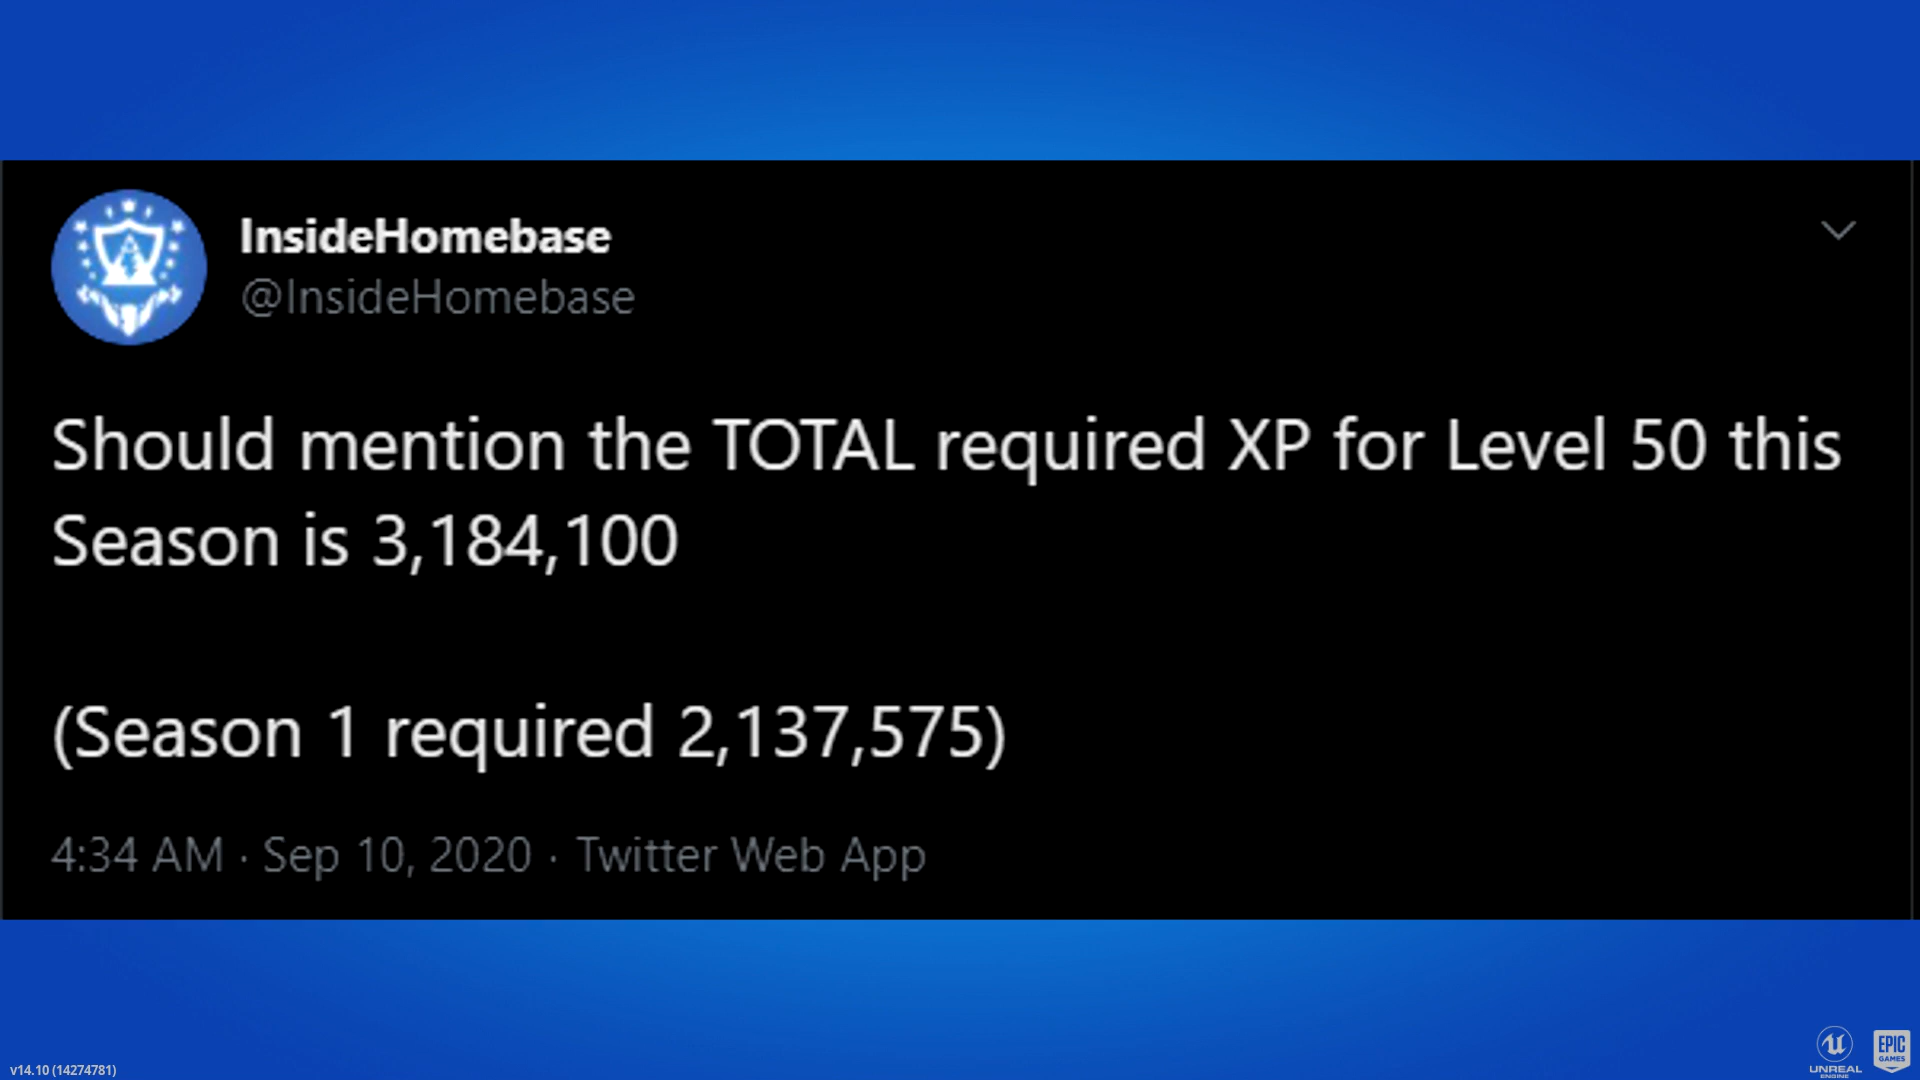 InsideHomebase
@InsideHomebase
Should mention the TOTAL required XP for Level 50 this
Season is 3,184,100
(Season 1 required 2,137,575)
4:34 AM · Sep 10, 2020 · Twitter Web App
v14.10 (14274781)
UNREAL
ENGINE
EPIC
GAMES